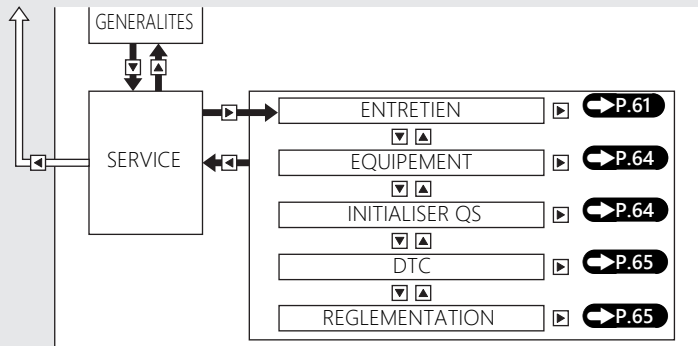 GENERALITES
SERVICE
ENTRETIEN P.61
EQUIPEMENT P.64
INITIALISER QS P.64
DTC P.65
REGLEMENTATION P.65